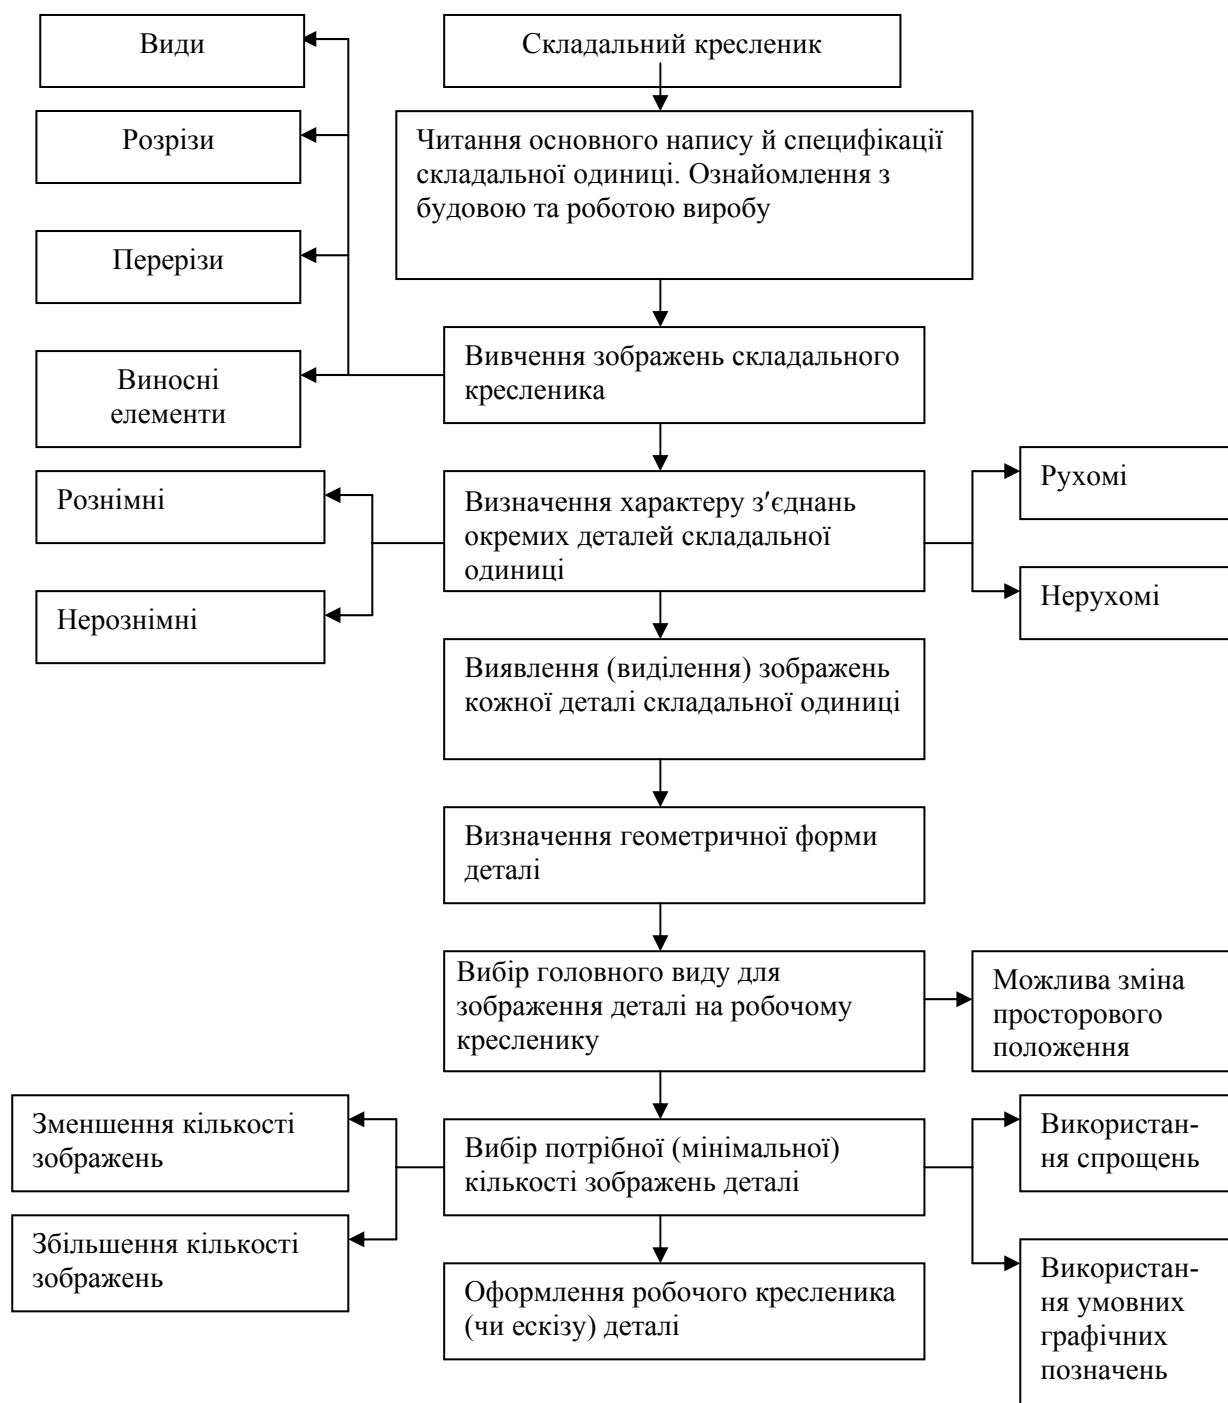 Види
Складальний кресленик
Розрізи
Читання основного напису й специфікації
складальної одиниці. Ознайомлення з
будовою та роботою виробу
Перерізи
Вивчення зображень складального
кресленика
Виносні
елементи
Рознімні
Визначення характеру з′єднань
окремих деталей складальної
одиниці
Рухомі
Нерознімні
Нерухомі
Виявлення (виділення) зображень
кожної деталі складальної одиниці
Визначення геометричної форми
деталі
Вибір головного виду для
зображення деталі на робочому
кресленику
Можлива зміна
просторового
положення
Зменшення кількості
зображень
Вибір потрібної (мінімальної)
кількості зображень деталі
Використан-
ня спрощень
Збільшення кількості
зображень
Оформлення робочого кресленика
(чи ескізу) деталі
Використан-
ня умовних
графічних
позначень